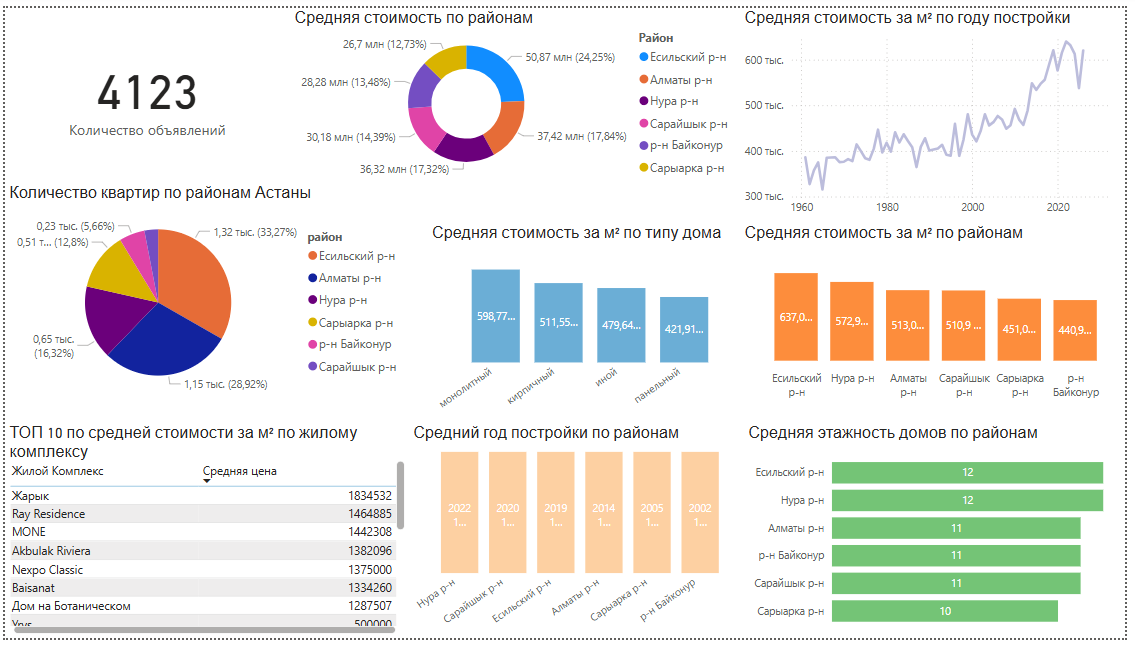 4123
Количество объявлений
Средняя стоимость по районам
26,7 млн (12,73%)
50,87 млн (24,25%)
28,28 млн (13,48%)
30,18 млн (14,39%)
37,42 млн (17,84%)
36,32 млн (17,32%)
Район
Есильский р-н
Алматы р-н
Нура р-н
Сарайшык р-н
р-н Байконур
Сарыарка р-н
Средняя стоимость за м² по году постройки
600 тыс.
500 тыс.
400 тыс.
300 тыс.
1960
1980
2000
2020
Количество квартир по районам Астаны
0,23 тыс. (5,66%)
1,32 тыс. (33,27%)
0,51 т... (12,8%)
0,65 тыс.
(16,32%)
1,15 тыс. (28,92%)
район
Есильский р-н
Алматы р-н
Нура р-н
Сарыарка р-н
р-н Байконур
Сарайшык р-н
Средняя стоимость за м² по типу дома
598,77...
511,55...
479,64...
421,91...
монолитный
кирпичный
иной
панельный
Средняя стоимость за м² по районам
637,0...
572,9...
513,0...
510,9 ...
451,0...
440,9...
Есильский
р-н
Нура р-н
Алматы
р-н
Сарайшык
р-н
Сарыарка
р-н
р-н
Байконур
ТОП 10 по средней стоимости за м² по жилому
комплексу
Жилой Комплекс Средняя цена
Жарык 1834532
Ray Residence 1464885
MONE 1442308
Akbulak Riviera 1382096
Nexpo Classic 1375000
Baisanat 1334260
Дом на Ботаническом 1287507
500000
Средний год постройки по районам
2022
1...
2020
1...
2019
1...
2014
1...
2005
1...
2002
1...
Нура р-н
Сарайшык р-н
Есильский р-н
Алматы р-н
Сарыарка р-н
р-н Байконур
Средняя этажность домов по районам
Есильский р-н 12
Нура р-н 12
Алматы р-н 11
р-н Байконур 11
Сарайшык р-н 11
Сарыарка р-н 10